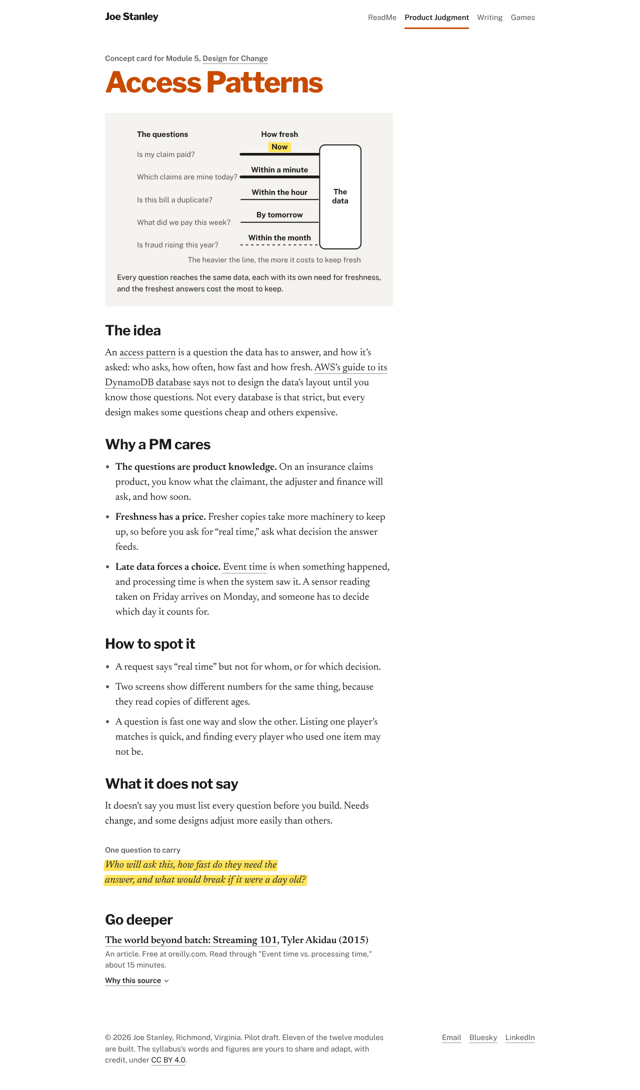 Joe Stanley
ReadMe Product Judgment Writing Games
Concept card for Module 5, Design for Change
Access Patterns
The questions
How fresh
Is my claim paid?
Now
Which claims are mine today?
Within a minute
Is this bill a duplicate?
Within the hour
What did we pay this week?
By tomorrow
Is fraud rising this year?
Within the month
The
data
The heavier the line, the more it costs to keep fresh
Every question reaches the same data, each with its own need for freshness,
and the freshest answers cost the most to keep.
The idea
An access pattern is a question the data has to answer, and how it’s
asked: who asks, how often, how fast and how fresh. AWS’s guide to its
DynamoDB database says not to design the data’s layout until you
know those questions. Not every database is that strict, but every
design makes some questions cheap and others expensive.
Why a PM cares
• The questions are product knowledge. On an insurance claims
product, you know what the claimant, the adjuster and finance will
ask, and how soon.
• Freshness has a price. Fresher copies take more machinery to keep
up, so before you ask for “real time,” ask what decision the answer
feeds.
• Late data forces a choice. Event time is when something happened,
and processing time is when the system saw it. A sensor reading
taken on Friday arrives on Monday, and someone has to decide
which day it counts for.
How to spot it
• A request says “real time” but not for whom, or for which decision.
• Two screens show different numbers for the same thing, because
they read copies of different ages.
• A question is fast one way and slow the other. Listing one player’s
matches is quick, and finding every player who used one item may
not be.
What it does not say
It doesn’t say you must list every question before you build. Needs
change, and some designs adjust more easily than others.
One question to carry
Who will ask this, how fast do they need the
answer, and what would break if it were a day old?
Go deeper
The world beyond batch: Streaming 101, Tyler Akidau (2015)
An article. Free at oreilly.com. Read through “Event time vs. processing time,”
about 15 minutes.
Why this source
© 2026 Joe Stanley, Richmond, Virginia. Pilot draft. Eleven of the twelve modules
are built. The syllabus’s words and figures are yours to share and adapt, with
credit, under CC BY 4.0.
Email Bluesky LinkedIn